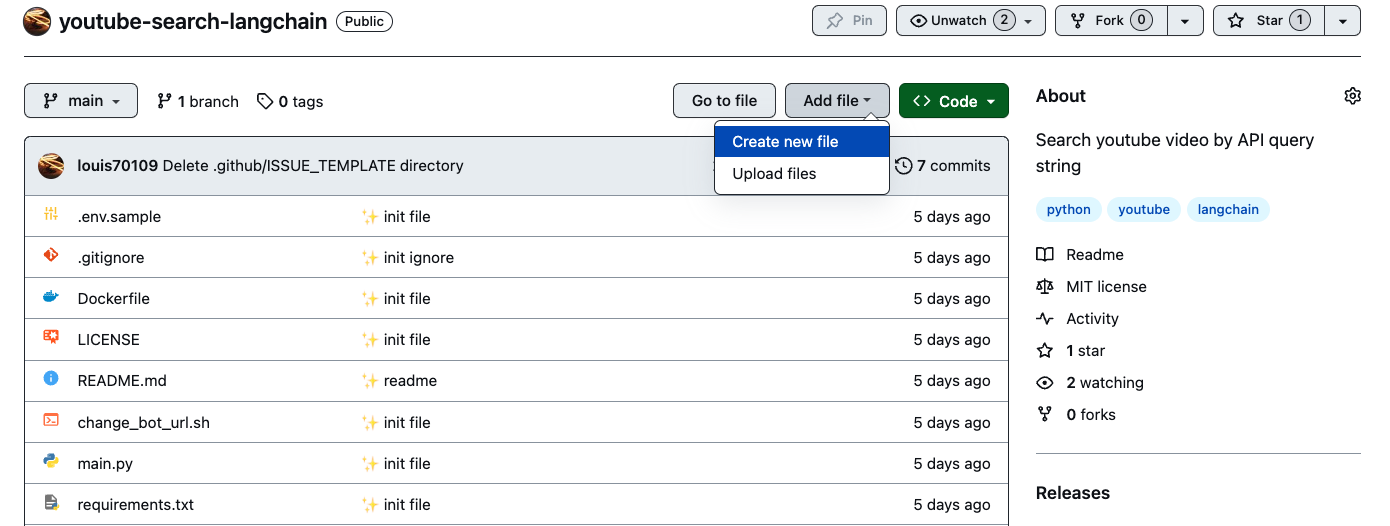 youtube-search-langchain Public Pin Unwatch 2 Fork 0 Star 1
main 1 branch 0 tags Go to file Add file <> Code
Create new file
Upload files
louis70109 Delete .github/ISSUE_TEMPLATE directory 7 commits
.env.sample ✨ init file 5 days ago
.gitignore ✨ init ignore 5 days ago
Dockerfile ✨ init file 5 days ago
LICENSE ✨ init file 5 days ago
README.md ✨ readme 5 days ago
change_bot_url.sh ✨ init file 5 days ago
main.py ✨ init file 5 days ago
requirements.txt ✨ init file 5 days ago
About
Search youtube video by API query
string
python youtube langchain
Readme
MIT license
Activity
1 star
2 watching
0 forks
Releases